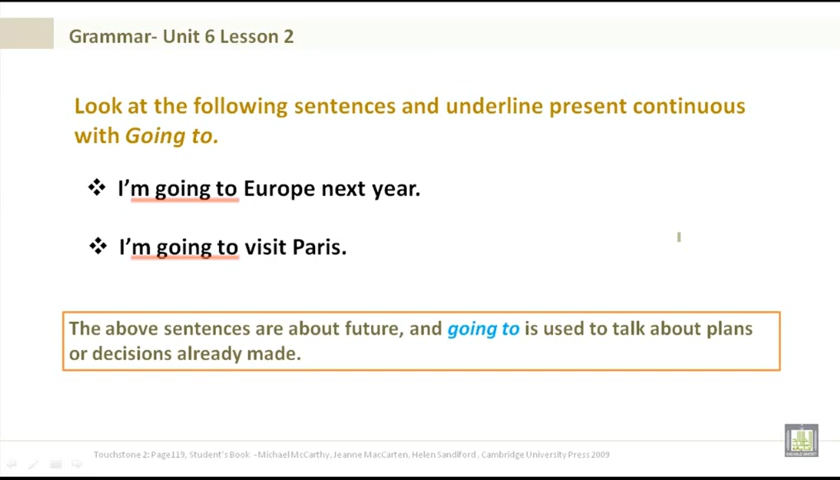 Grammar- Unit 6 Lesson 2
Look at the following sentences and underline present continuous
with Going to.
❖ I’m going to Europe next year.
❖ I’m going to visit Paris.
The above sentences are about future, and going to is used to talk about plans
or decisions already made.
Touchstone 2: Page119, Student's Book - Michael McCarthy, Jeanne MacCarten, Helen Sandiford , Cambridge University Press 2009